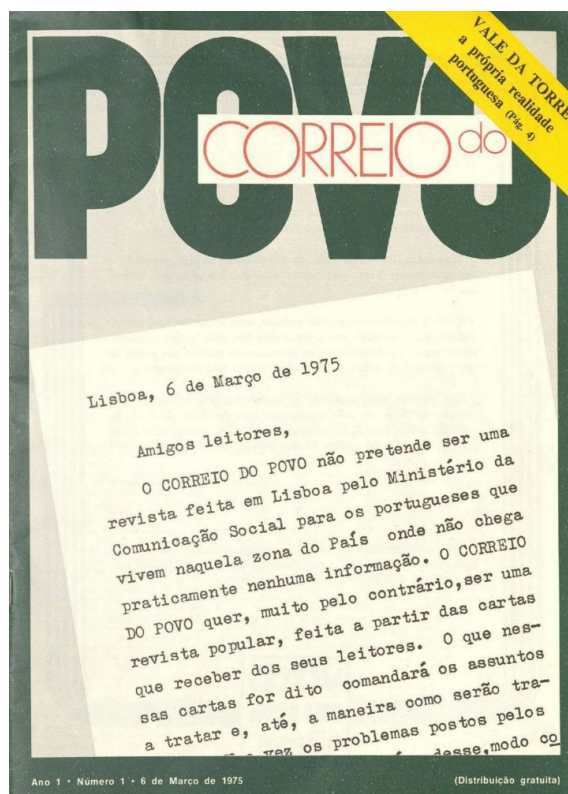 POVO
CORREIO do
VALE DA TORRE
a própria realidade
portuguesa (Pág. 4)
Lisboa, 6 de Março de 1975
Amigos leitores,
O CORREIO DO POVO não pretende ser uma
revista feita em Lisboa pelo Ministério da
Comunicação Social para os portugueses que
vivem naquela zona do País onde não chega
praticamente nenhuma informação. O CORREIO
DO POVO quer, muito pelo contrário,ser uma
revista popular, feita a partir das cartas
que receber dos seus leitores. O que nes-
sas cartas for dito comandará os assuntos
a tratar e, até, a maneira como serão tra-
vez os problemas postos pelos
desse,modo co
Ano 1 · Número 1 · 6 de Março de 1975
(Distribuição gratuita)